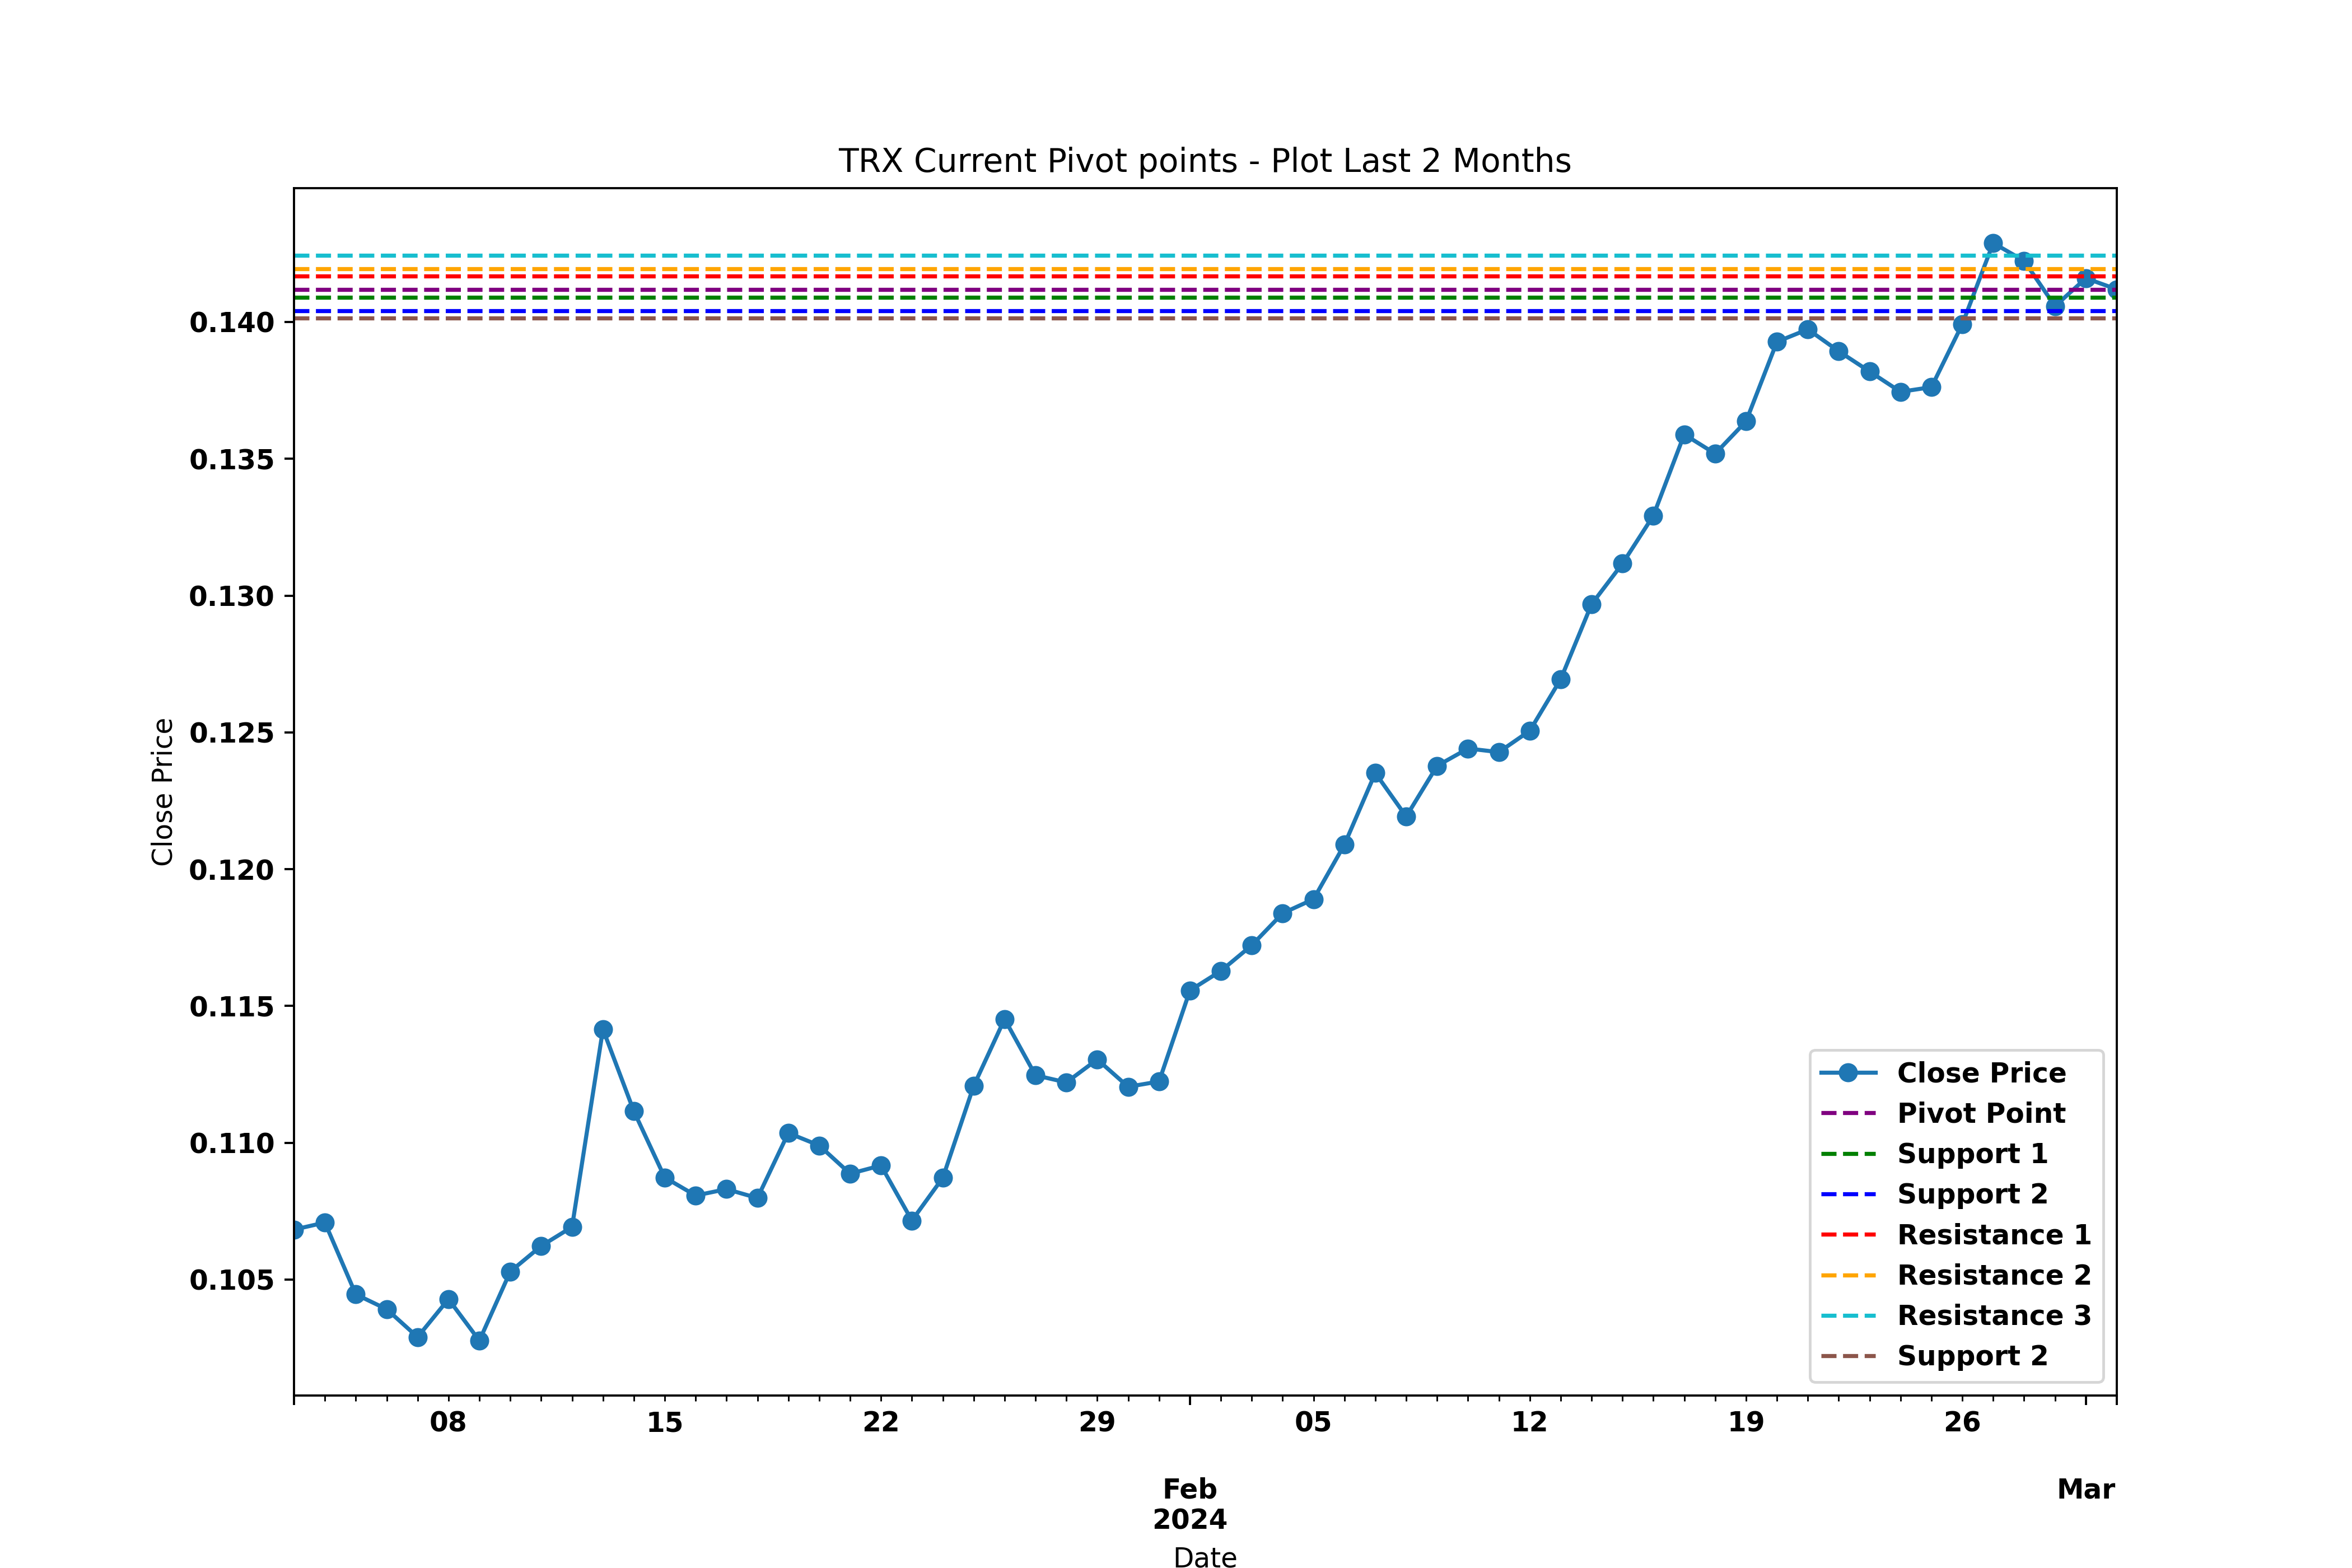 TRX Current Pivot points - Plot Last 2 Months
Close Price
0.140
0.135
0.130
0.125
0.120
0.115
0.110
0.105
Close Price
Pivot Point
Support 1
Support 2
Resistance 1
Resistance 2
Resistance 3
Support 2
08 15 22 29 05 12 19 26
Feb Mar
2024
Date